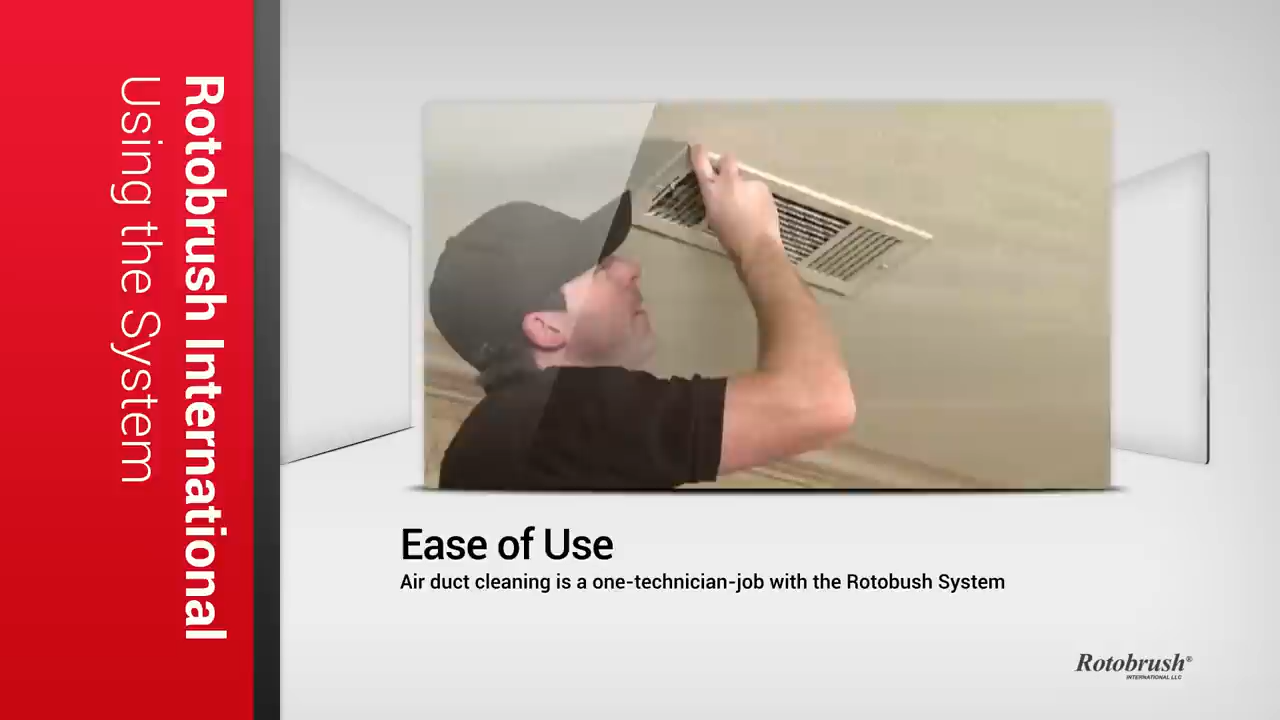 Rotobrush International
Using the System
Ease of Use
Air duct cleaning is a one-technician-job with the Rotobush System
Rotobrush®
INTERNATIONAL LLC